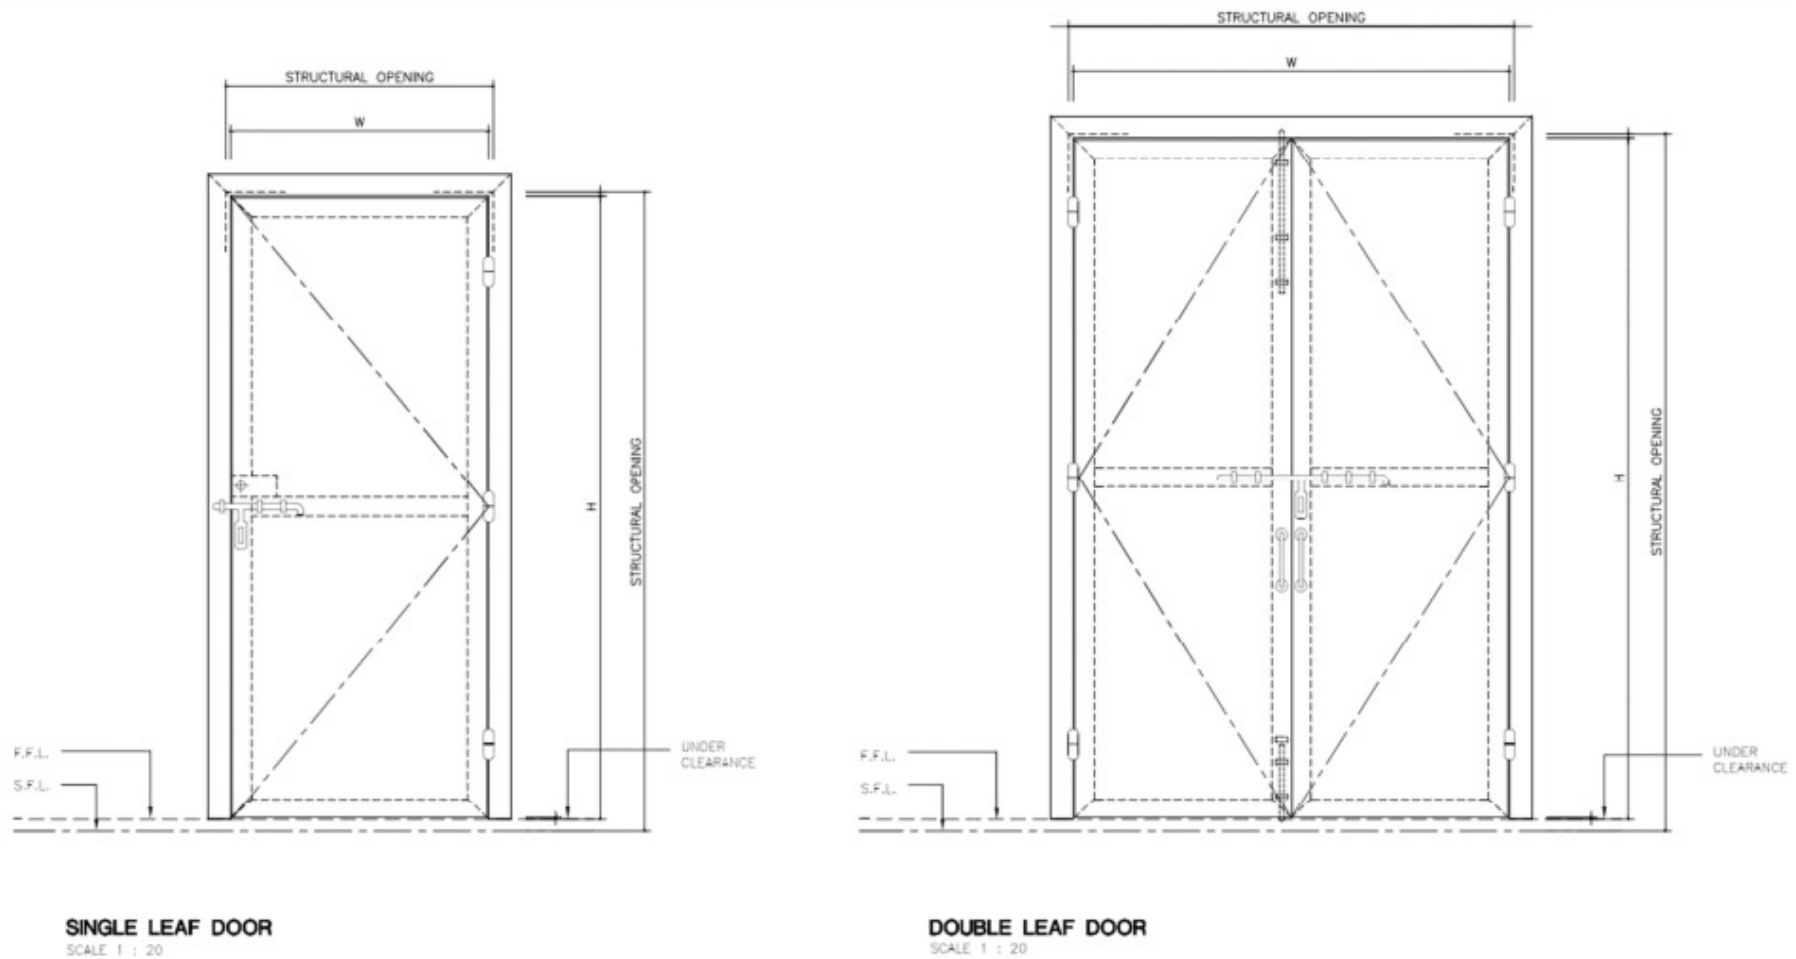 STRUCTURAL OPENING
W
H
STRUCTURAL OPENING
F.F.L.
S.F.L.
UNDER
CLEARANCE
SINGLE LEAF DOOR
SCALE 1 : 20
STRUCTURAL OPENING
W
H
STRUCTURAL OPENING
F.F.L.
S.F.L.
UNDER
CLEARANCE
DOUBLE LEAF DOOR
SCALE 1 : 20